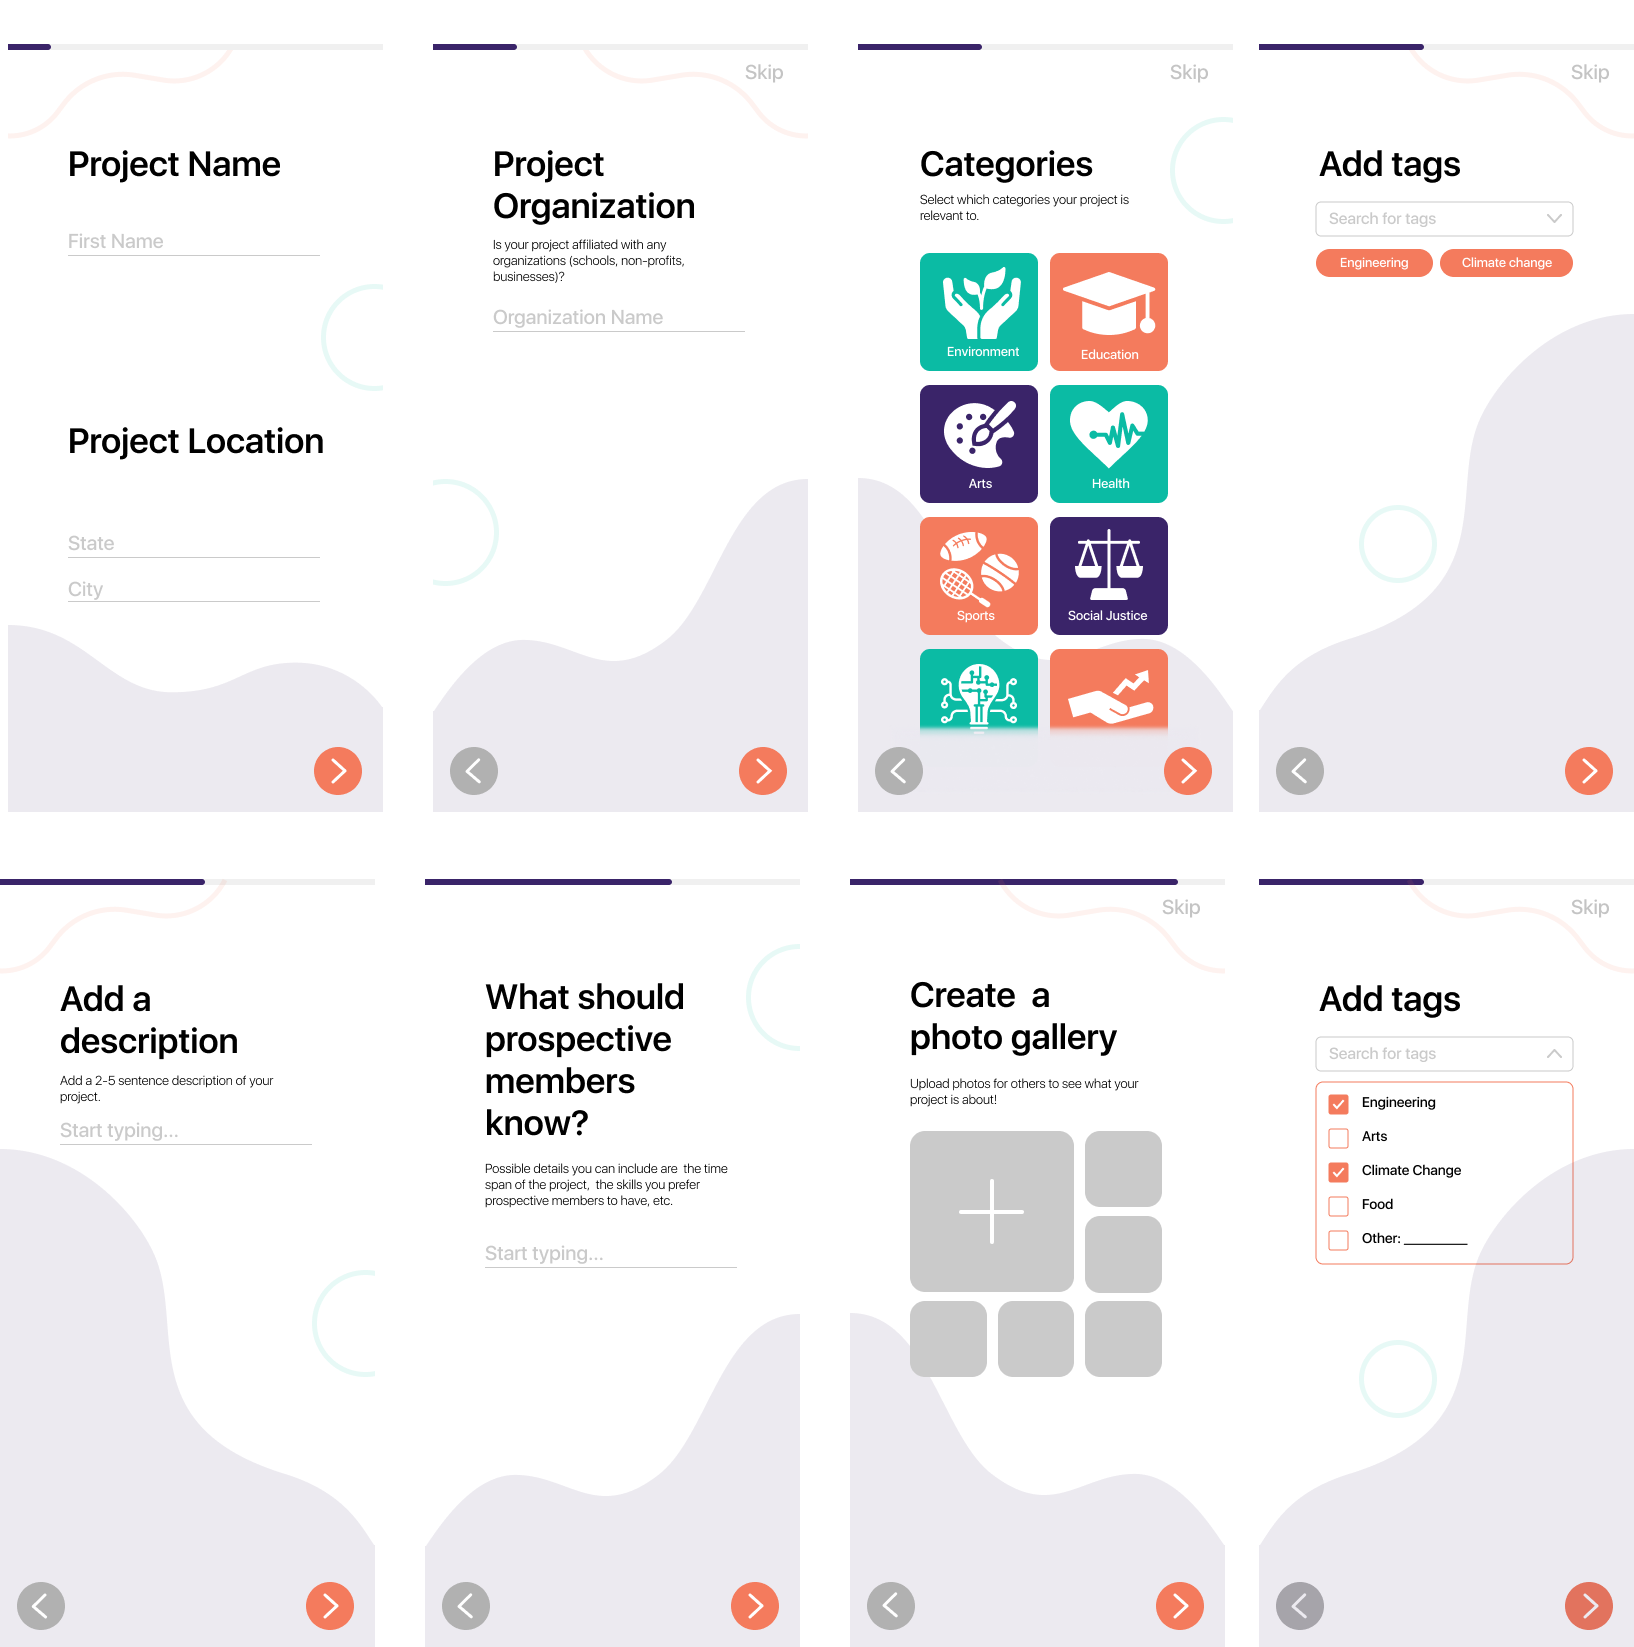 Project Name
First Name
Project Location
State
City
Skip
Project
Organization
Is your project affiliated with any
organizations (schools, non-profits,
businesses)?
Organization Name
Skip
Categories
Select which categories your project is
relevant to.
Environment
Education
Arts
Health
Sports
Social Justice
Skip
Add tags
Search for tags
Engineering
Climate change
Add a
description
Add a 2-5 sentence description of your
project.
Start typing...
What should
prospective
members
know?
Possible details you can include are  the time
span of the project,  the skills you prefer
prospective members to have, etc.
Start typing...
Skip
Create  a
photo gallery
Upload photos for others to see what your
project is about!
Skip
Add tags
Search for tags
Engineering
Arts
Climate Change
Food
Other: _________